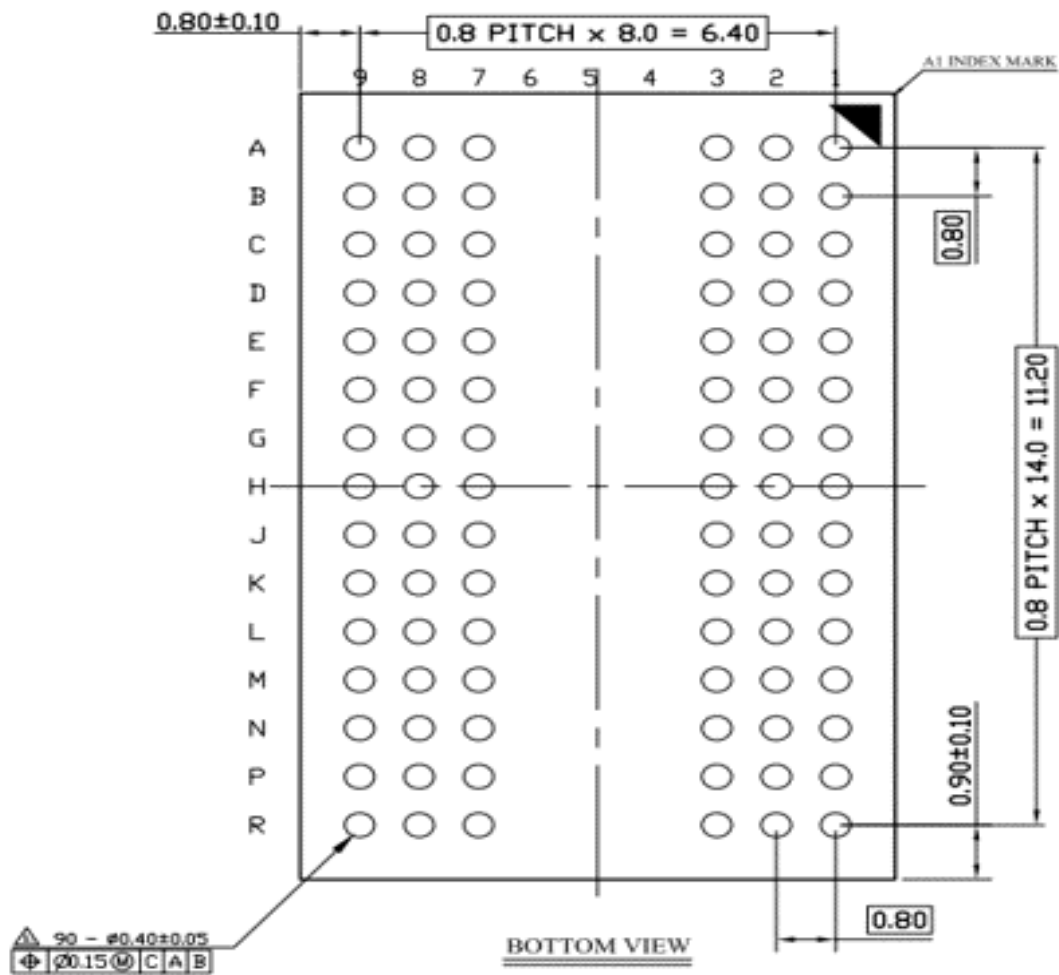 0.80±0.10
0.8 PITCH x 8.0 = 6.40
A1 INDEX MARK
9 8 7 6 5 4 3 2 1
A
B
0.80
C
D
E
F
0.8 PITCH x 14.0 = 11.20
G
H
J
K
L
M
N
0.90±0.10
P
R
0.80
1 90 - ø0.40±0.05
⌖ Ø0.15 Ⓜ C A B
BOTTOM VIEW